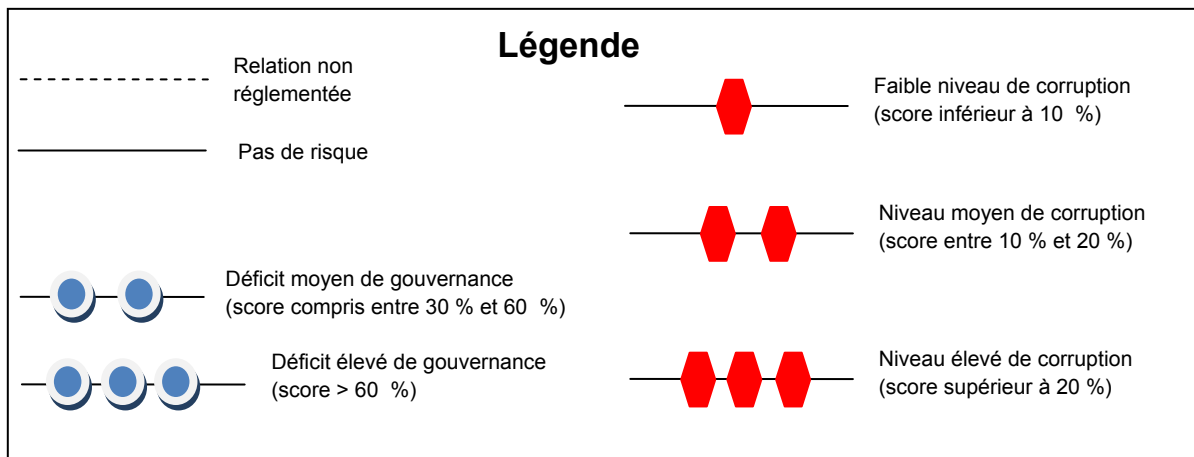 Légende
Relation non
réglementée
Pas de risque
Déficit moyen de gouvernance
(score compris entre 30 % et 60 %)
Déficit élevé de gouvernance
(score > 60 %)
Faible niveau de corruption
(score inférieur à 10 %)
Niveau moyen de corruption
(score entre 10 % et 20 %)
Niveau élevé de corruption
(score supérieur à 20 %)